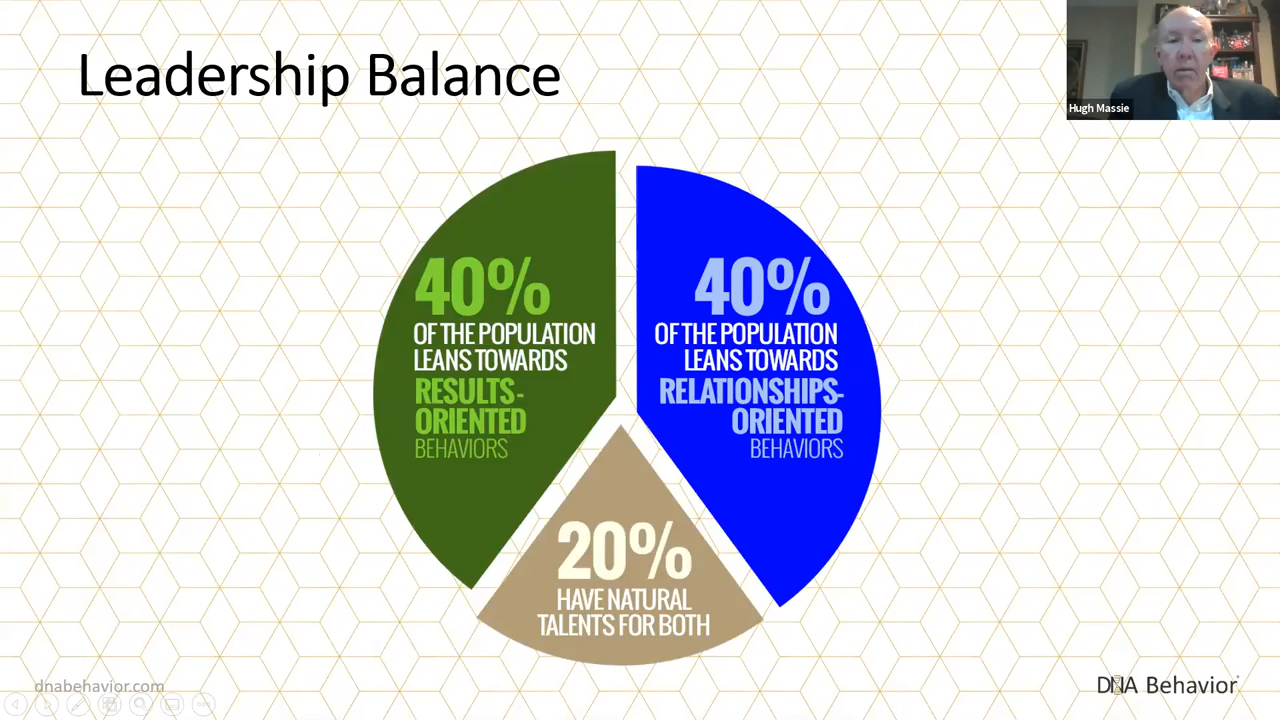 Leadership Balance
Hugh Massie
40%
OF THE POPULATION
LEANS TOWARDS
RESULTS-
ORIENTED
BEHAVIORS
40%
OF THE POPULATION
LEANS TOWARDS
RELATIONSHIPS-
ORIENTED
BEHAVIORS
20%
HAVE NATURAL
TALENTS FOR BOTH
dnabehavior.com
DNA Behavior